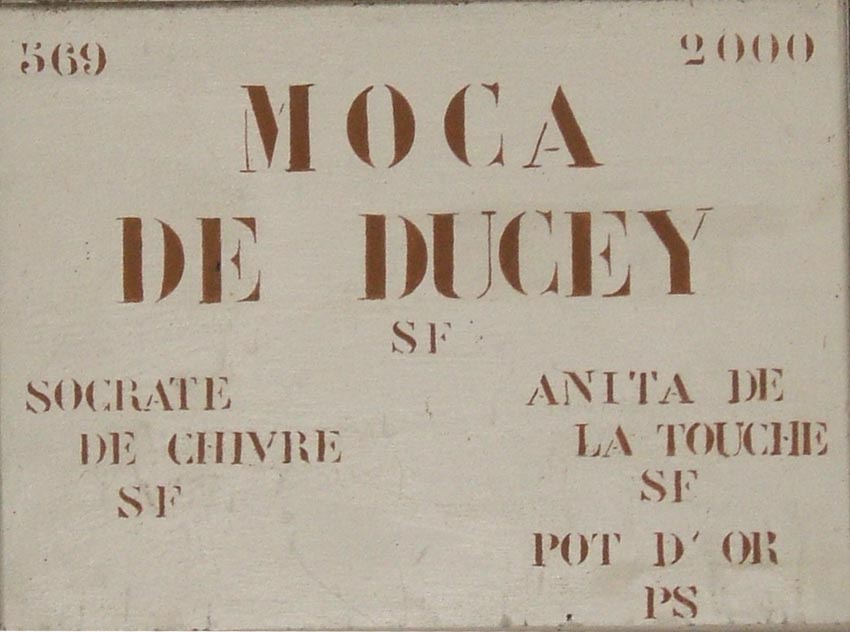 569 2000
MOCA
DE DUCEY
SF
SOCRATE
DE CHIVRE
SF
ANITA DE
LA TOUCHE
SF
POT D'OR
PS